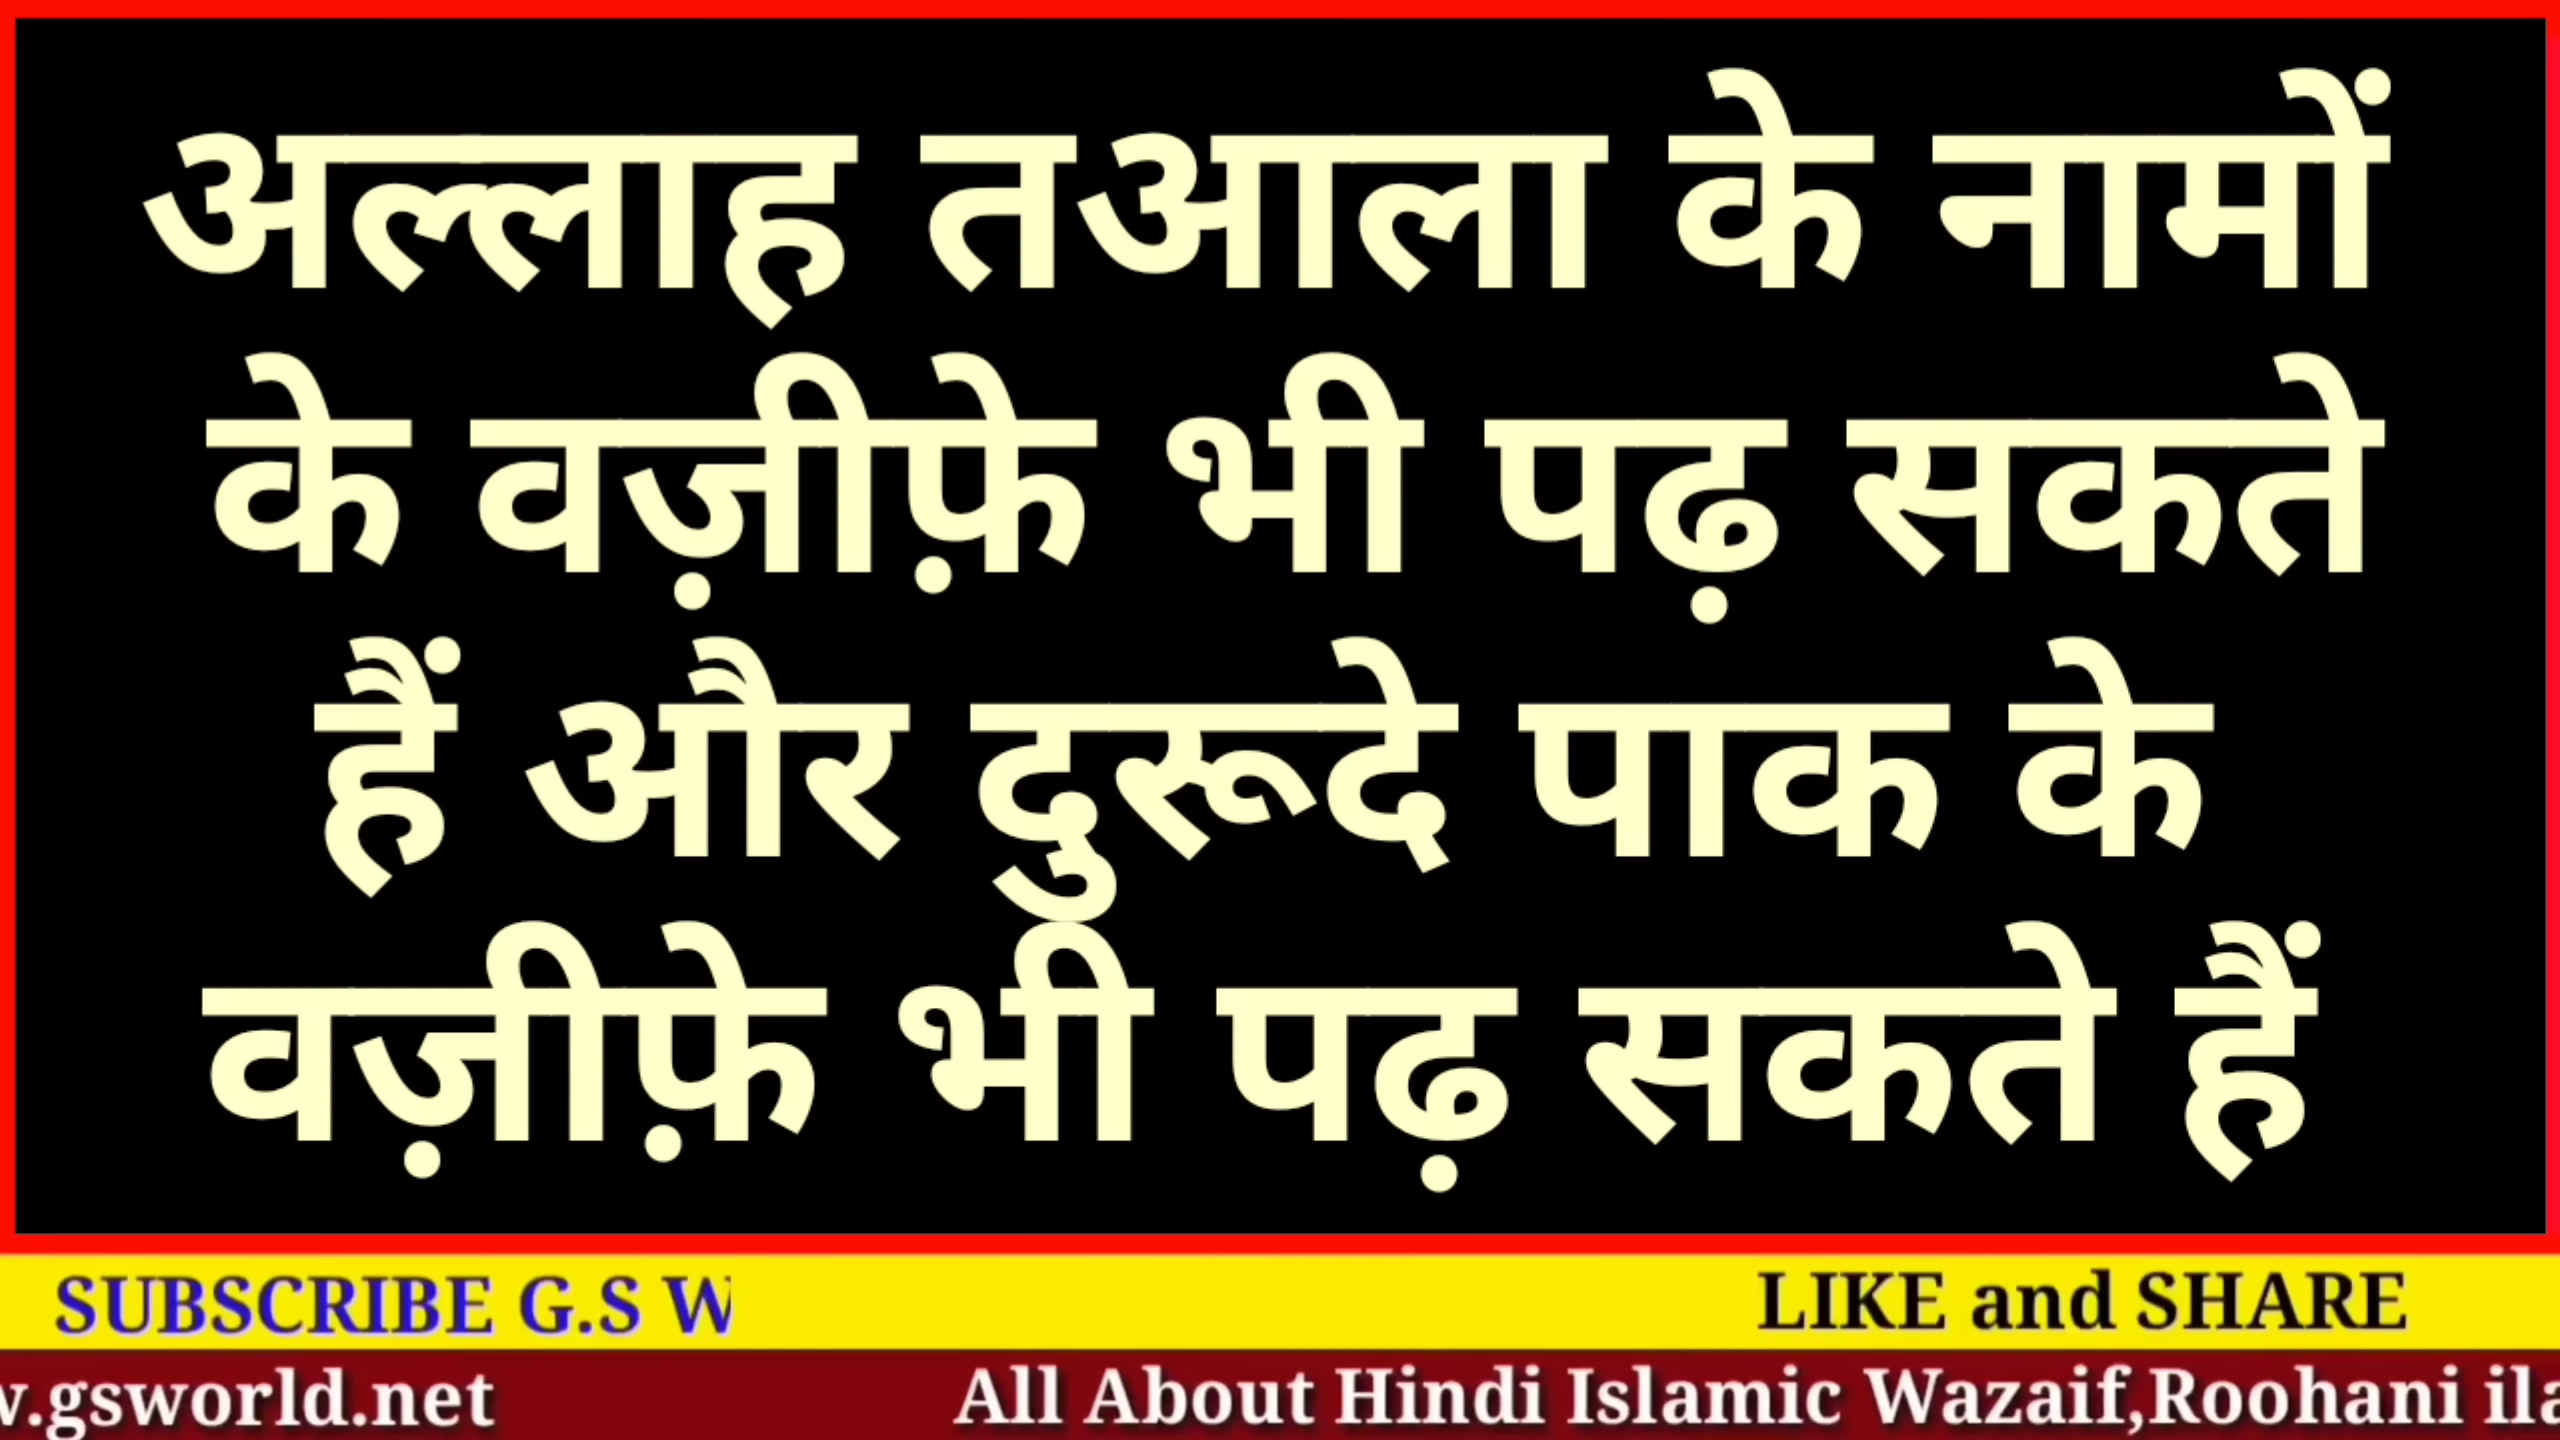 अल्लाह तआला के नामों
के वज़ीफ़े भी पढ़ सकते
हैं और दुरूदे पाक के
वज़ीफ़े भी पढ़ सकते हैं
SUBSCRIBE G.S W LIKE and SHARE
w.gsworld.net All About Hindi Islamic Wazaif,Roohani ila